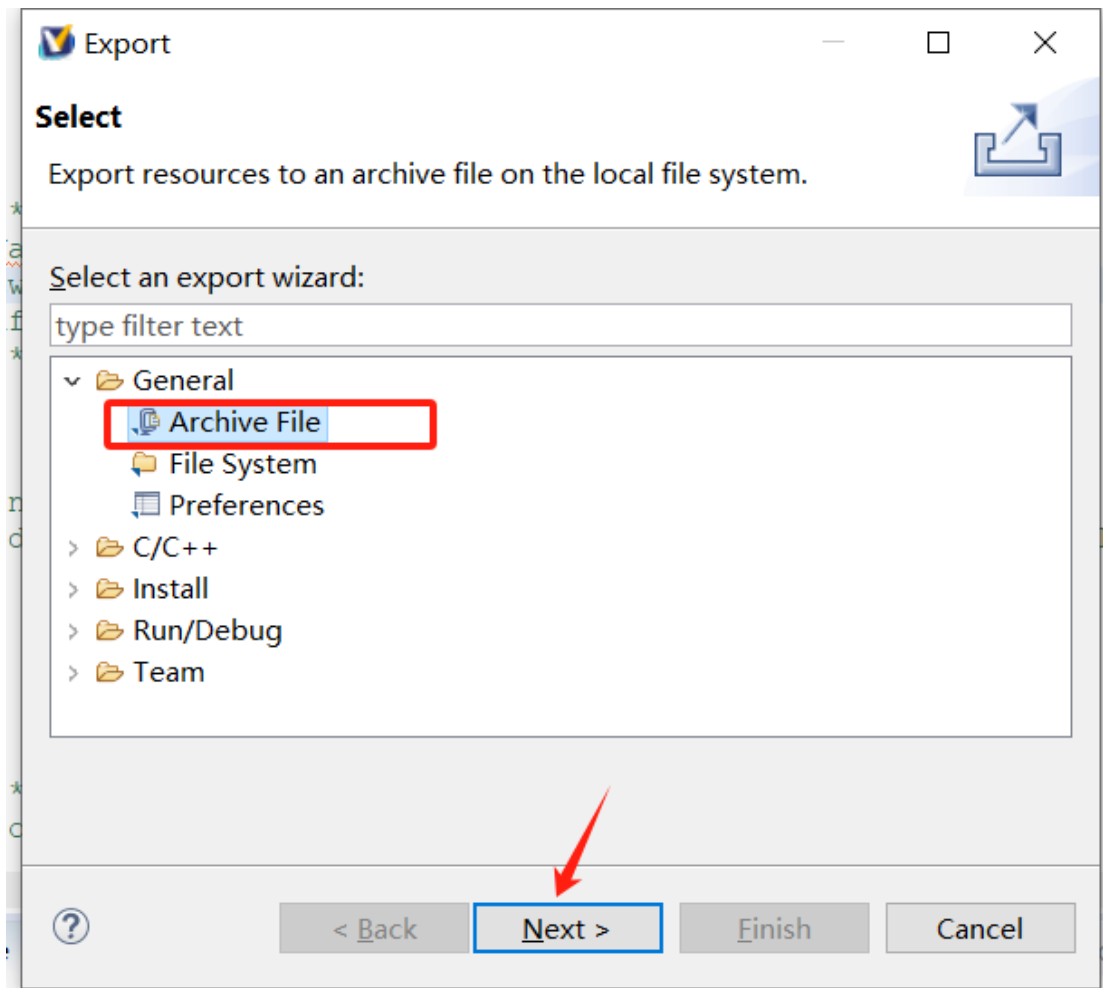 Export
Select
Export resources to an archive file on the local file system.
Select an export wizard:
type filter text
General
Archive File
File System
Preferences
C/C++
Install
Run/Debug
Team
< Back Next > Finish Cancel